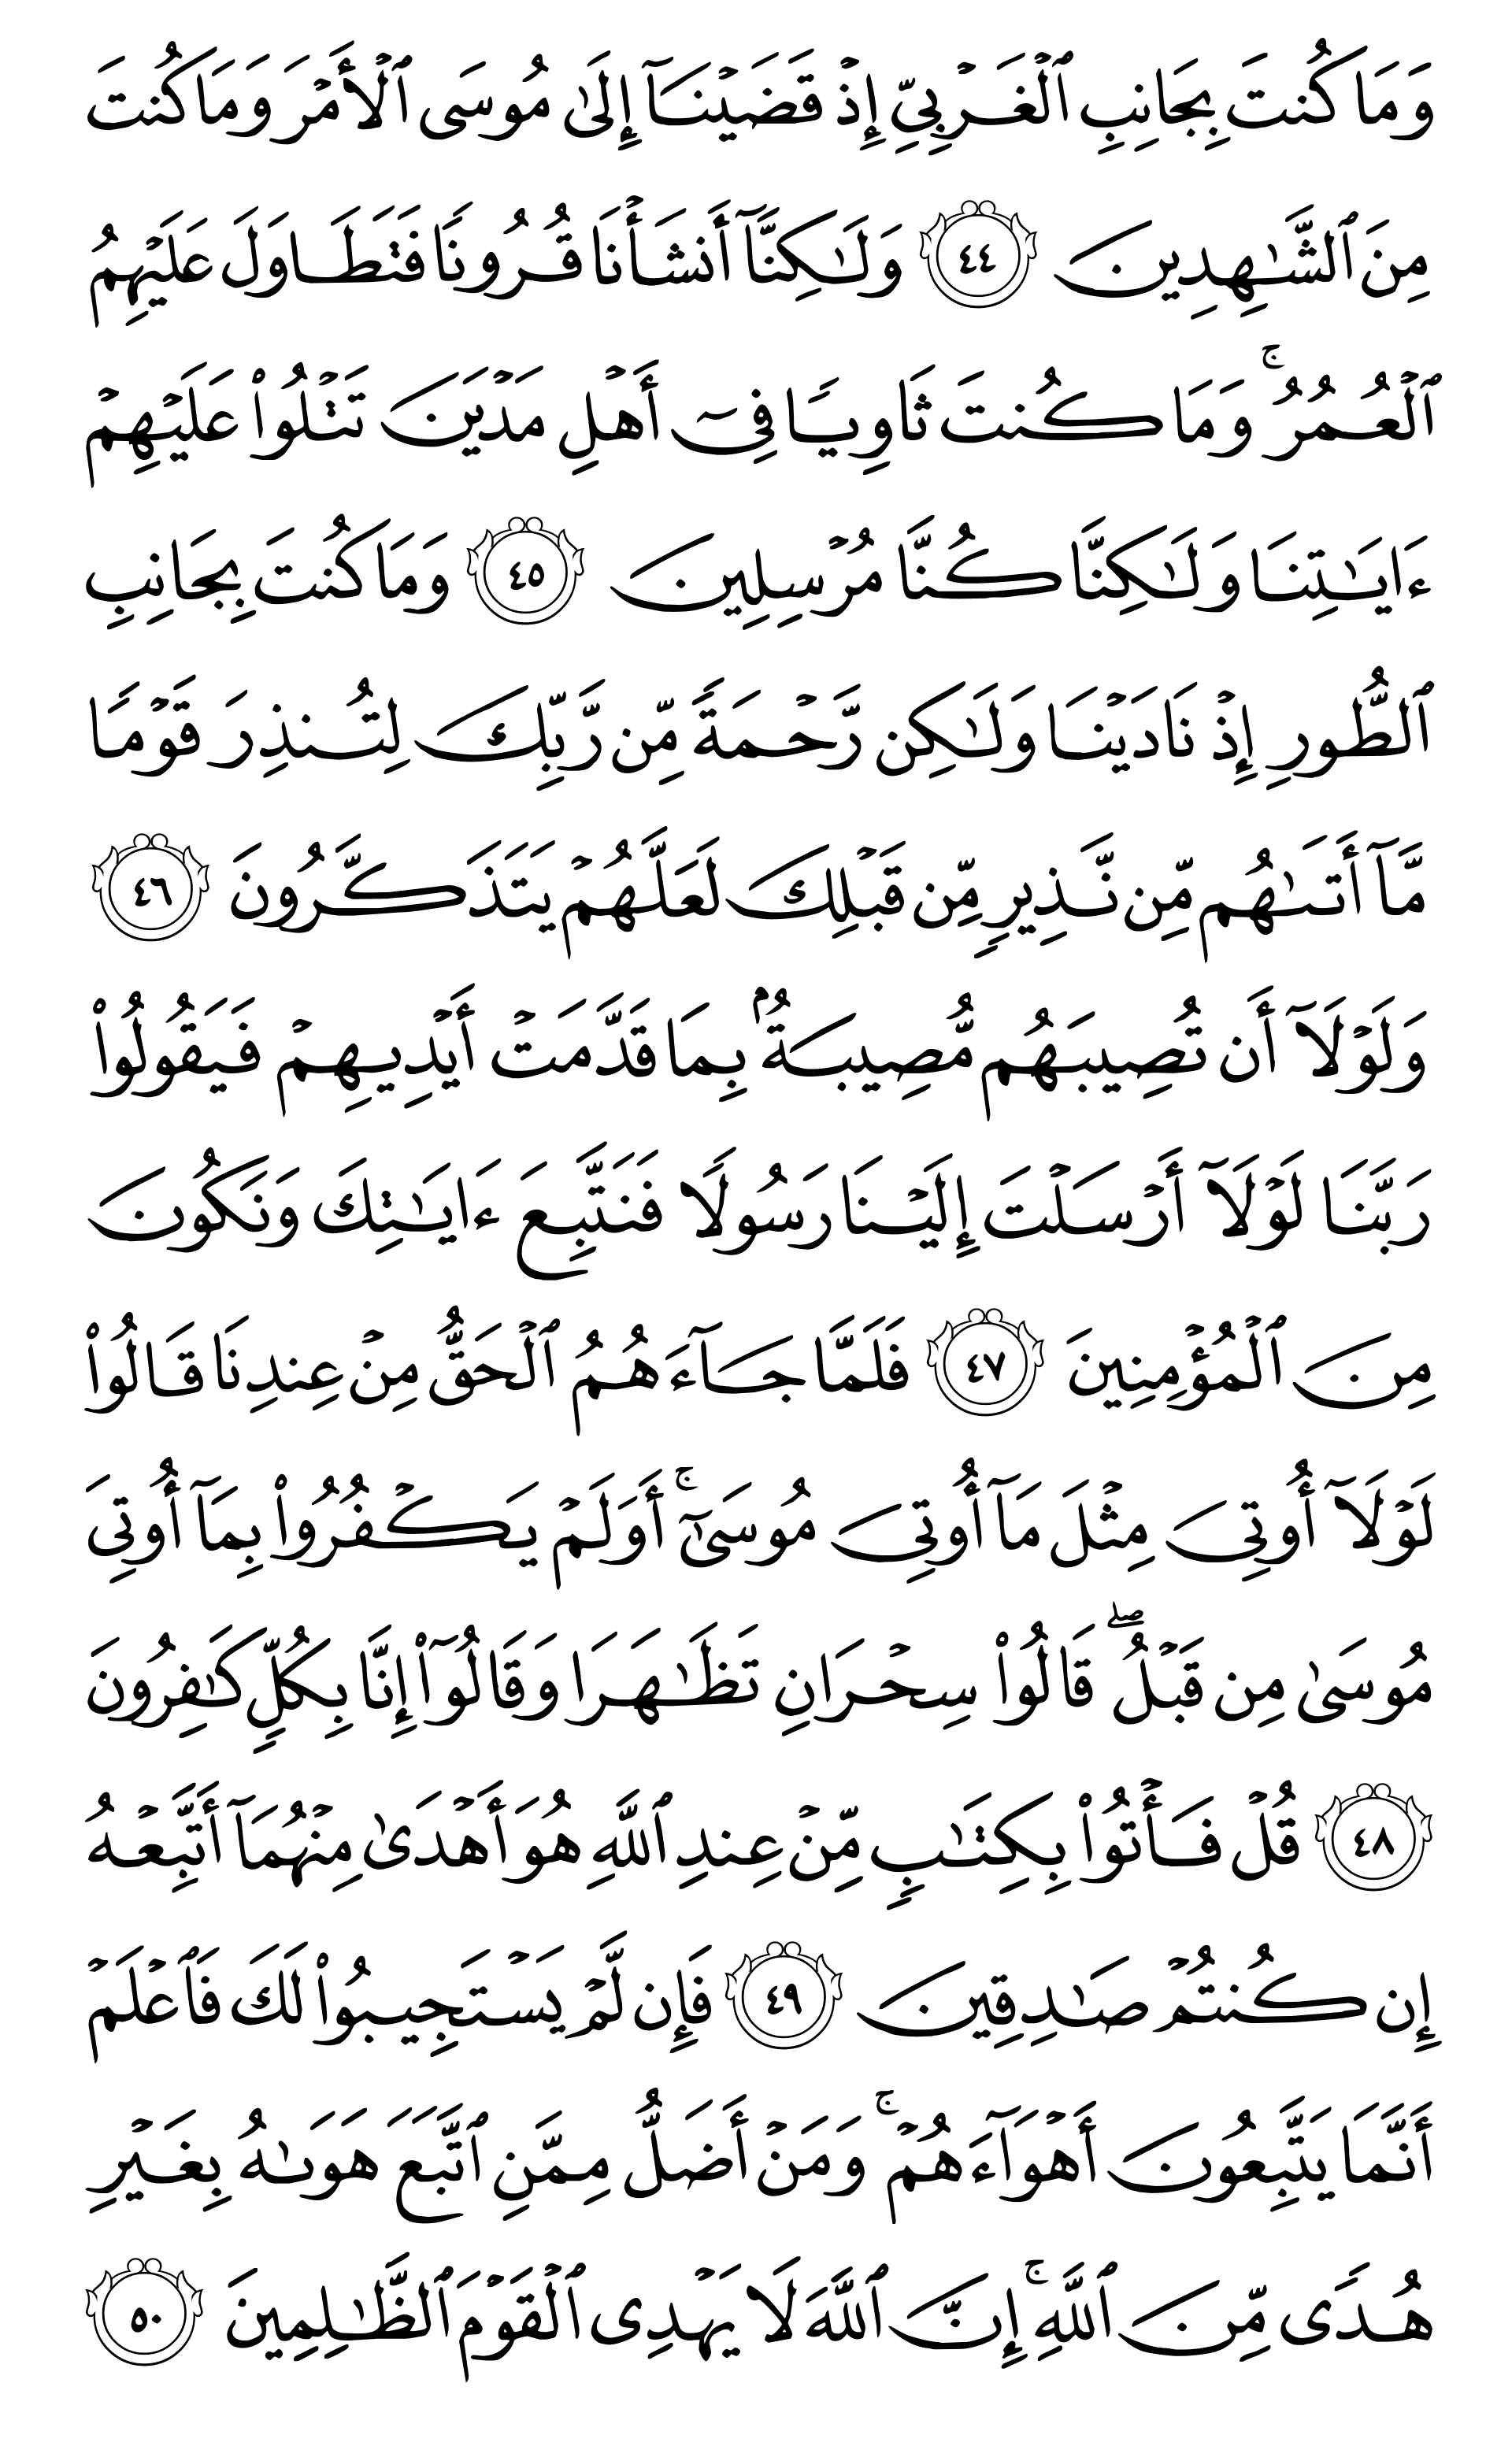 وَمَا كُنتَ بِجَانِبِ ٱلْغَرْبِيِّ إِذْ قَضَيْنَآ إِلَىٰ مُوسَى ٱلْأَمْرَ وَمَا كُنتَ
مِنَ ٱلشَّٰهِدِينَ ٤٤ وَلَٰكِنَّآ أَنشَأْنَا قُرُونًا فَتَطَاوَلَ عَلَيْهِمُ
ٱلْعُمُرُ ۚ وَمَا كُنتَ ثَاوِيًا فِىٓ أَهْلِ مَدْيَنَ تَتْلُوا۟ عَلَيْهِمْ
ءَايَٰتِنَا وَلَٰكِنَّا كُنَّا مُرْسِلِينَ ٤٥ وَمَا كُنتَ بِجَانِبِ
ٱلطُّورِ إِذْ نَادَيْنَا وَلَٰكِن رَّحْمَةً مِّن رَّبِّكَ لِتُنذِرَ قَوْمًا
مَّآ أَتَىٰهُم مِّن نَّذِيرٍ مِّن قَبْلِكَ لَعَلَّهُمْ يَتَذَكَّرُونَ ٤٦
وَلَوْلَآ أَن تُصِيبَهُم مُّصِيبَةٌۢ بِمَا قَدَّمَتْ أَيْدِيهِمْ فَيَقُولُوا۟
رَبَّنَا لَوْلَآ أَرْسَلْتَ إِلَيْنَا رَسُولًا فَنَتَّبِعَ ءَايَٰتِكَ وَنَكُونَ
مِنَ ٱلْمُؤْمِنِينَ ٤٧ فَلَمَّا جَآءَهُمُ ٱلْحَقُّ مِنْ عِندِنَا قَالُوا۟
لَوْلَآ أُوتِىَ مِثْلَ مَآ أُوتِىَ مُوسَىٰٓ ۚ أَوَلَمْ يَكْفُرُوا۟ بِمَآ أُوتِىَ
مُوسَىٰ مِن قَبْلُ ۖ قَالُوا۟ سِحْرَانِ تَظَٰهَرَا وَقَالُوٓا۟ إِنَّا بِكُلٍّ كَٰفِرُونَ
٤٨ قُلْ فَأْتُوا۟ بِكِتَٰبٍ مِّنْ عِندِ ٱللَّهِ هُوَ أَهْدَىٰ مِنْهُمَآ أَتَّبِعْهُ
إِن كُنتُمْ صَٰدِقِينَ ٤٩ فَإِن لَّمْ يَسْتَجِيبُوا۟ لَكَ فَٱعْلَمْ
أَنَّمَا يَتَّبِعُونَ أَهْوَآءَهُمْ ۚ وَمَنْ أَضَلُّ مِمَّنِ ٱتَّبَعَ هَوَىٰهُ بِغَيْرِ
هُدًى مِّنَ ٱللَّهِ ۚ إِنَّ ٱللَّهَ لَا يَهْدِى ٱلْقَوْمَ ٱلظَّٰلِمِينَ ٥٠